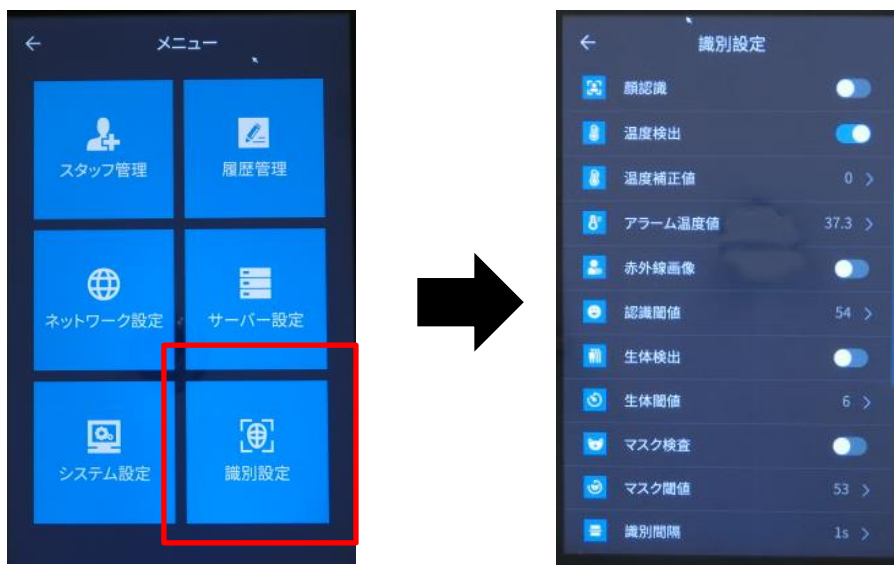 メニュー
スタッフ管理
履歴管理
ネットワーク設定
サーバー設定
システム設定
識別設定
識別設定
顔認識
温度検出
温度補正値 0
アラーム温度値 37.3
赤外線画像
認識閾値 54
生体検出
生体閾値 6
マスク検査
マスク閾値 53
識別間隔 1s